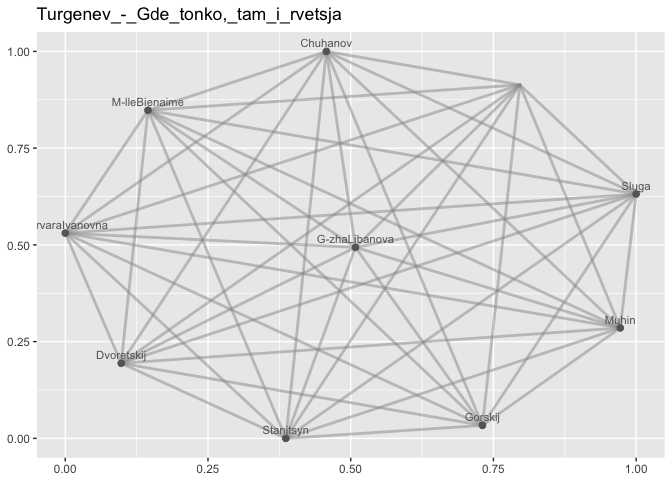 Turgenev_-_Gde_tonko,_tam_i_rvetsja
1.00
Chuhanov
M-lleBienaime
0.75
Sluga
rvaraIvanovna
0.50
G-zhaLibanova
Muhin
0.25
Dvoretskij
Gorskij
Stanitsyn
0.00
0.00 0.25 0.50 0.75 1.00